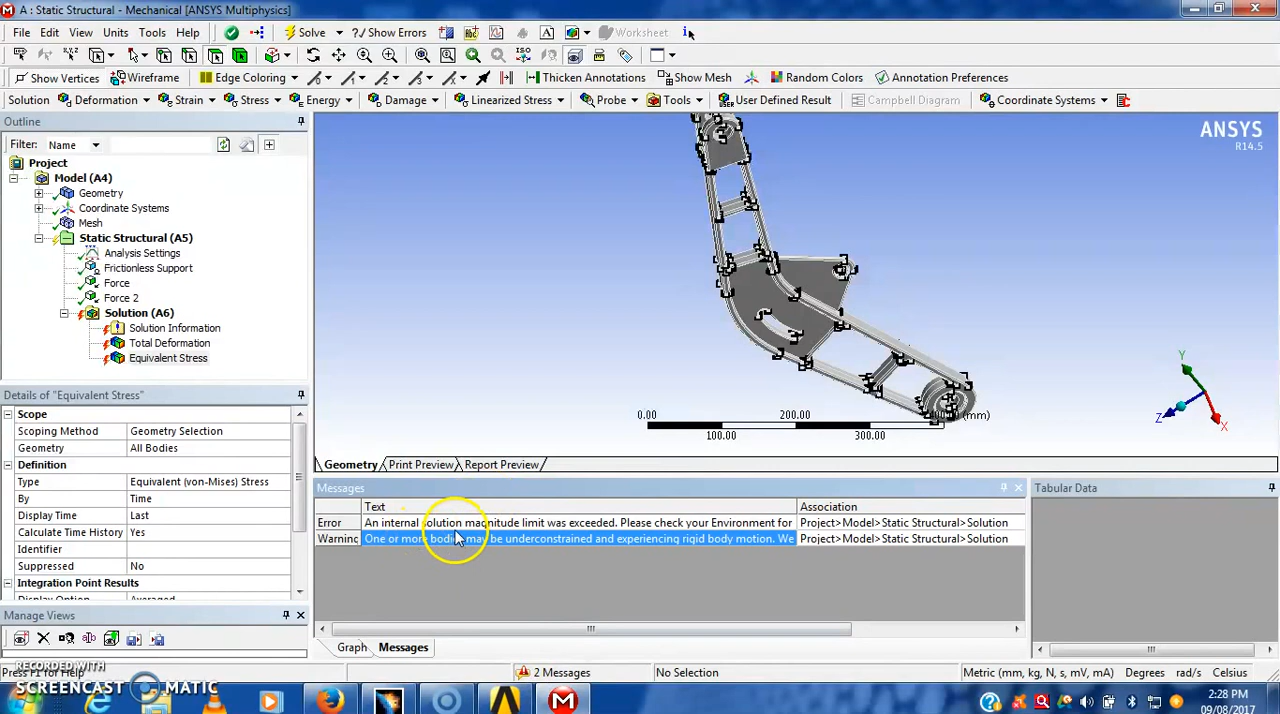 A : Static Structural - Mechanical [ANSYS Multiphysics]
File Edit View Units Tools Help Solve Show Errors Worksheet
Show Vertices Wireframe Edge Coloring Thicken Annotations Show Mesh Random Colors Annotation Preferences
Solution Deformation Strain Stress Energy Damage Linearized Stress Probe Tools User Defined Result Campbell Diagram Coordinate Systems
Outline
Filter: Name
Project
Model (A4)
Geometry
Coordinate Systems
Mesh
Static Structural (A5)
Analysis Settings
Frictionless Support
Force
Force 2
Solution (A6)
Solution Information
Total Deformation
Equivalent Stress
Details of "Equivalent Stress"
Scope
Scoping Method Geometry Selection
Geometry All Bodies
Definition
Type Equivalent (von-Mises) Stress
By Time
Display Time Last
Calculate Time History Yes
Identifier
Suppressed No
Integration Point Results
Display Option Averaged
Manage Views
ANSYS
R14.5
Y
Z
X
0.00 200.00 (mm)
100.00 300.00
Geometry Print Preview Report Preview
Messages
Text Association
Error An internal solution magnitude limit was exceeded. Please check your Environment for Project>Model>Static Structural>Solution
Warning One or more bodies may be underconstrained and experiencing rigid body motion. We Project>Model>Static Structural>Solution
Graph Messages
Tabular Data
Press F1 for Help 2 Messages No Selection Metric (mm, kg, N, s, mV, mA) Degrees rad/s Celsius
RECORDED WITH
SCREENCAST MATIC
2:28 PM
09/08/2017